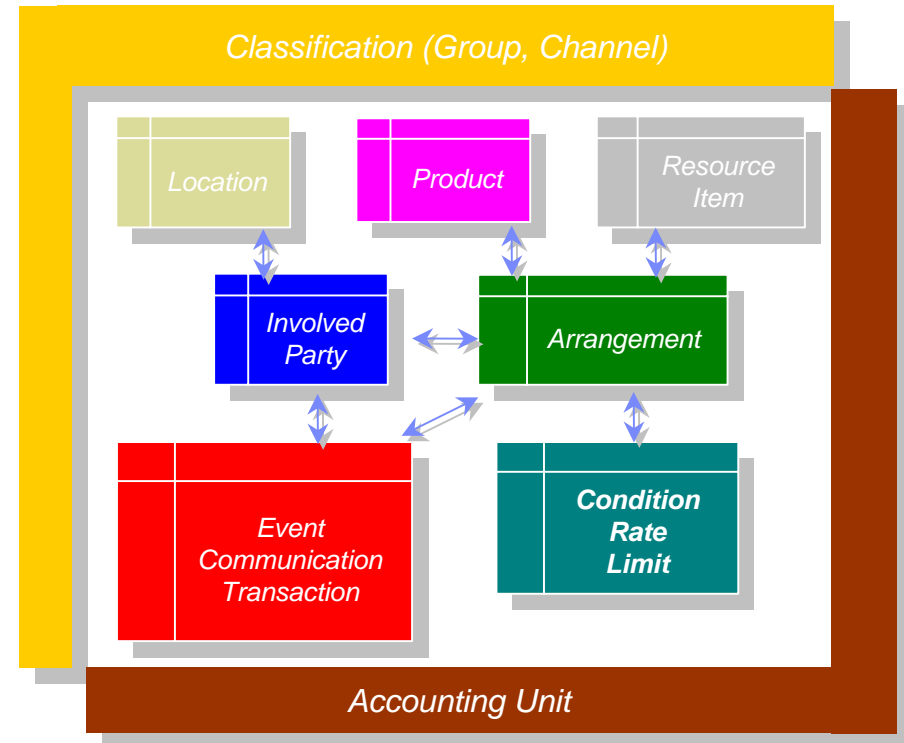 Classification (Group, Channel)
Location
Product
Resource
Item
Involved
Party
Arrangement
Event
Communication
Transaction
Condition
Rate
Limit
Accounting Unit